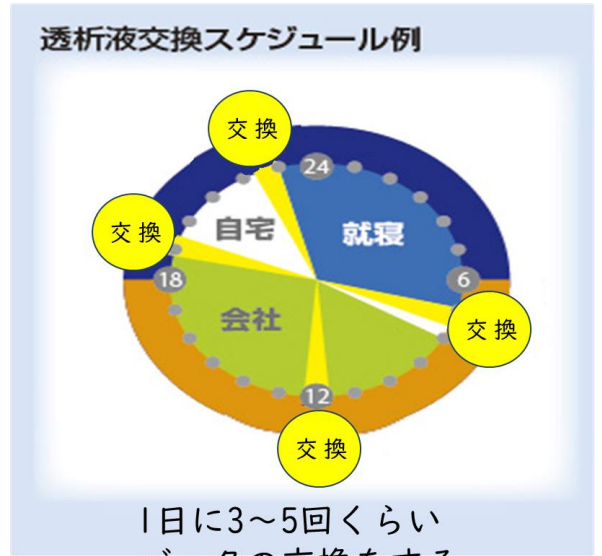 透析液交換スケジュール例
交換
24
交換
自宅
就寝
18
6
会社
交換
12
交換
1日に3~5回くらい